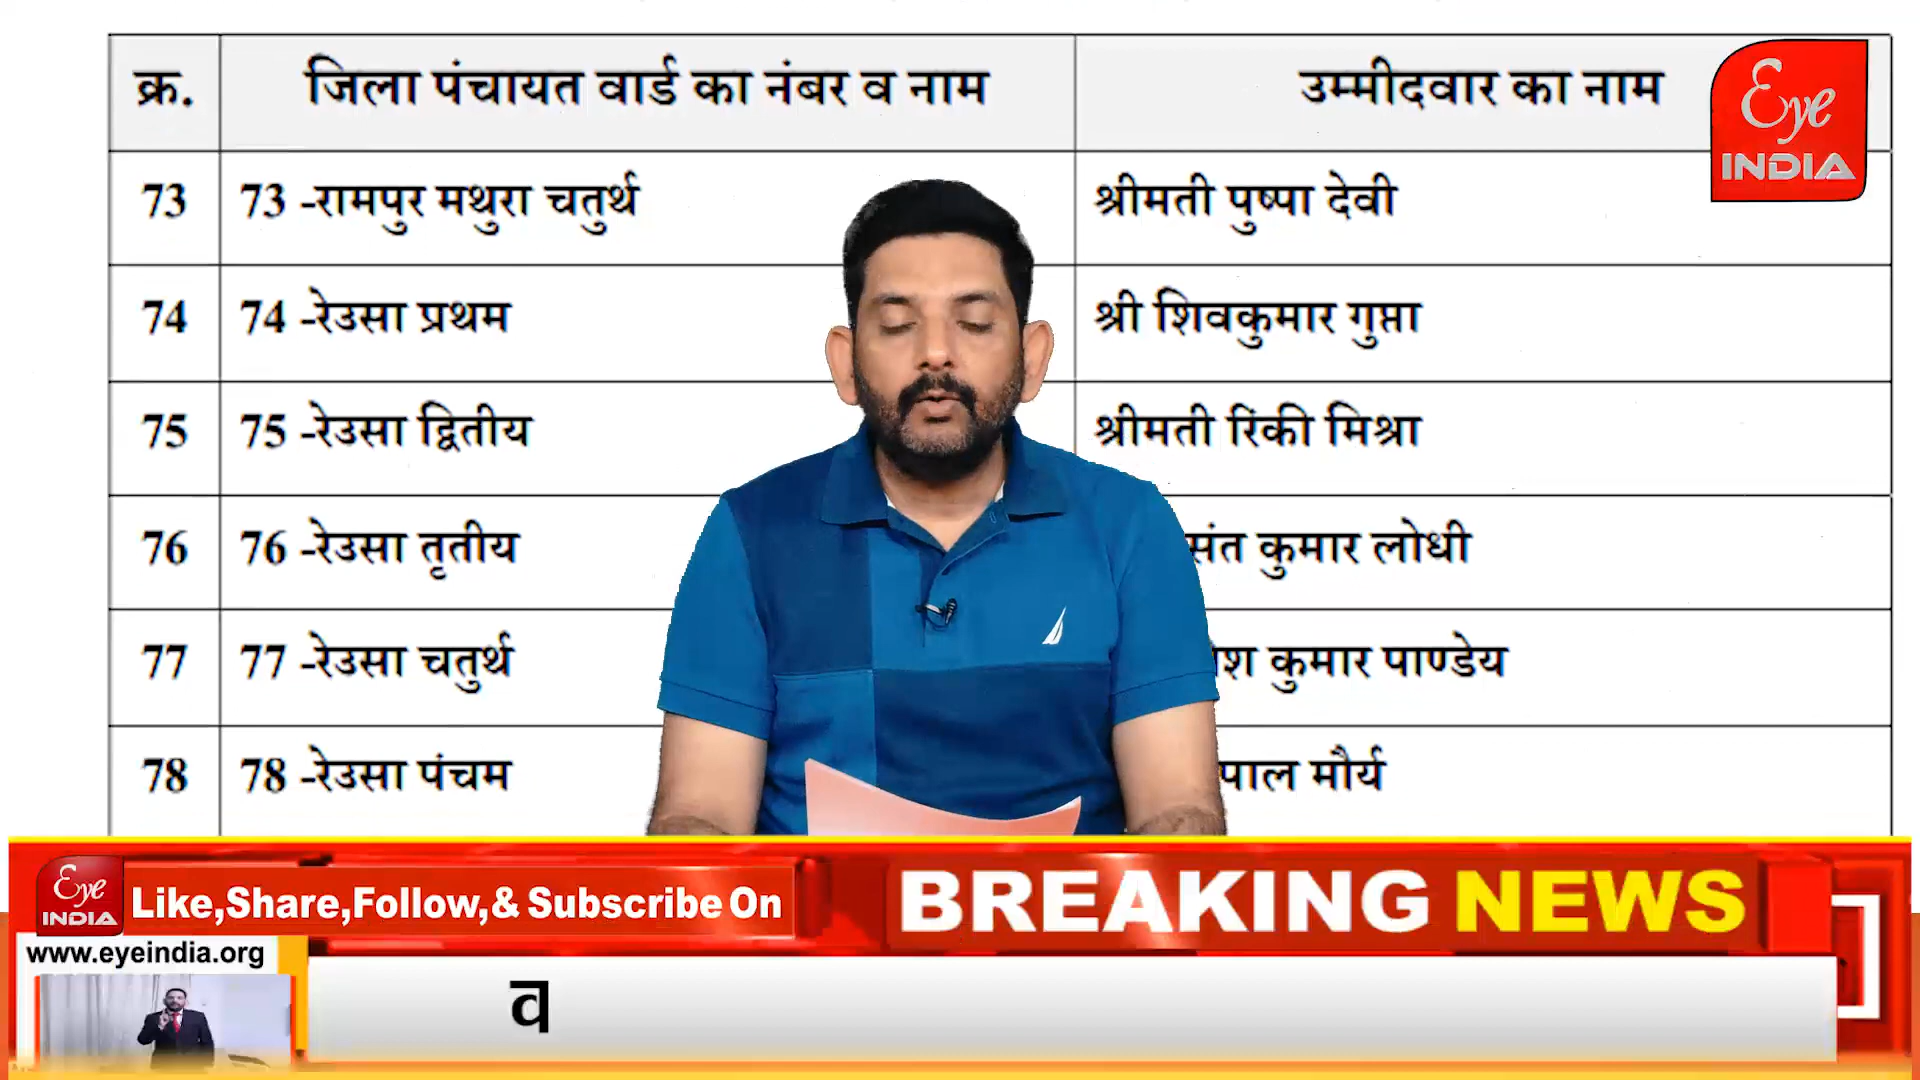 क्र. जिला पंचायत वार्ड का नंबर व नाम उम्मीदवार का नाम
Eye
INDIA
73 73 -रामपुर मथुरा चतुर्थ श्रीमती पुष्पा देवी
74 74 -रेउसा प्रथम श्री शिवकुमार गुप्ता
75 75 -रेउसा द्वितीय श्रीमती रिंकी मिश्रा
76 76 -रेउसा तृतीय कुमार लोधी
77 77 -रेउसा चतुर्थ कुमार पाण्डेय
78 78 -रेउसा पंचम मौर्य
Eye
INDIA
Like,Share,Follow,& Subscribe On
BREAKING NEWS
www.eyeindia.org
व